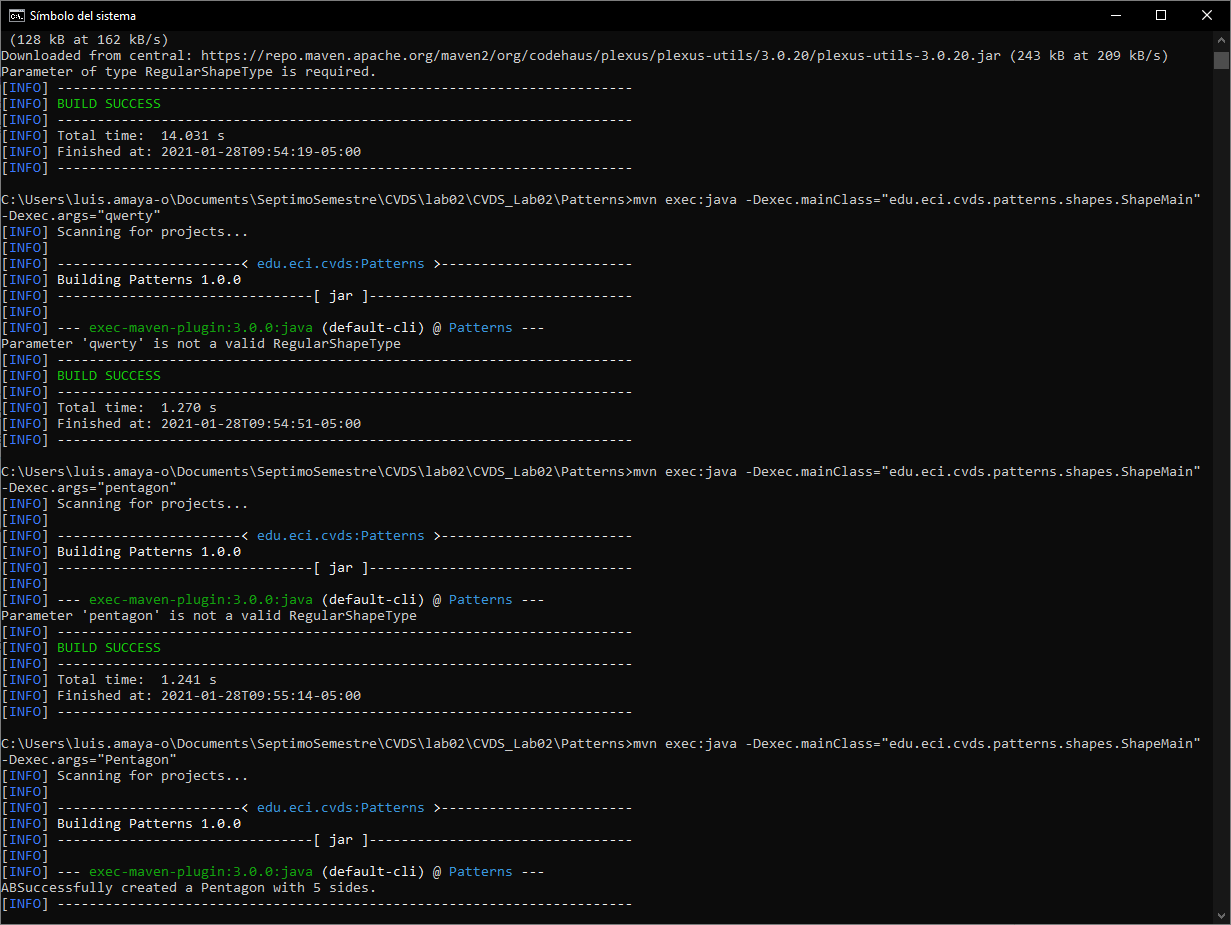 Símbolo del sistema
(128 kB at 162 kB/s)
Downloaded from central: https://repo.maven.apache.org/maven2/org/codehaus/plexus/plexus-utils/3.0.20/plexus-utils-3.0.20.jar (243 kB at 209 kB/s)
Parameter of type RegularShapeType is required.
[INFO] ------------------------------------------------------------------------
[INFO] BUILD SUCCESS
[INFO] ------------------------------------------------------------------------
[INFO] Total time:  14.031 s
[INFO] Finished at: 2021-01-28T09:54:19-05:00
[INFO] ------------------------------------------------------------------------
C:\Users\luis.amaya-o\Documents\SeptimoSemestre\CVDS\lab02\CVDS_Lab02\Patterns>mvn exec:java -Dexec.mainClass="edu.eci.cvds.patterns.shapes.ShapeMain"
-Dexec.args="qwerty"
[INFO] Scanning for projects...
[INFO]
[INFO] -----------------------< edu.eci.cvds:Patterns >------------------------
[INFO] Building Patterns 1.0.0
[INFO] --------------------------------[ jar ]---------------------------------
[INFO]
[INFO] --- exec-maven-plugin:3.0.0:java (default-cli) @ Patterns ---
Parameter 'qwerty' is not a valid RegularShapeType
[INFO] ------------------------------------------------------------------------
[INFO] BUILD SUCCESS
[INFO] ------------------------------------------------------------------------
[INFO] Total time:  1.270 s
[INFO] Finished at: 2021-01-28T09:54:51-05:00
[INFO] ------------------------------------------------------------------------
C:\Users\luis.amaya-o\Documents\SeptimoSemestre\CVDS\lab02\CVDS_Lab02\Patterns>mvn exec:java -Dexec.mainClass="edu.eci.cvds.patterns.shapes.ShapeMain"
-Dexec.args="pentagon"
[INFO] Scanning for projects...
[INFO]
[INFO] -----------------------< edu.eci.cvds:Patterns >------------------------
[INFO] Building Patterns 1.0.0
[INFO] --------------------------------[ jar ]---------------------------------
[INFO]
[INFO] --- exec-maven-plugin:3.0.0:java (default-cli) @ Patterns ---
Parameter 'pentagon' is not a valid RegularShapeType
[INFO] ------------------------------------------------------------------------
[INFO] BUILD SUCCESS
[INFO] ------------------------------------------------------------------------
[INFO] Total time:  1.241 s
[INFO] Finished at: 2021-01-28T09:55:14-05:00
[INFO] ------------------------------------------------------------------------
C:\Users\luis.amaya-o\Documents\SeptimoSemestre\CVDS\lab02\CVDS_Lab02\Patterns>mvn exec:java -Dexec.mainClass="edu.eci.cvds.patterns.shapes.ShapeMain"
-Dexec.args="Pentagon"
[INFO] Scanning for projects...
[INFO]
[INFO] -----------------------< edu.eci.cvds:Patterns >------------------------
[INFO] Building Patterns 1.0.0
[INFO] --------------------------------[ jar ]---------------------------------
[INFO]
[INFO] --- exec-maven-plugin:3.0.0:java (default-cli) @ Patterns ---
ABSuccessfully created a Pentagon with 5 sides.
[INFO] ------------------------------------------------------------------------